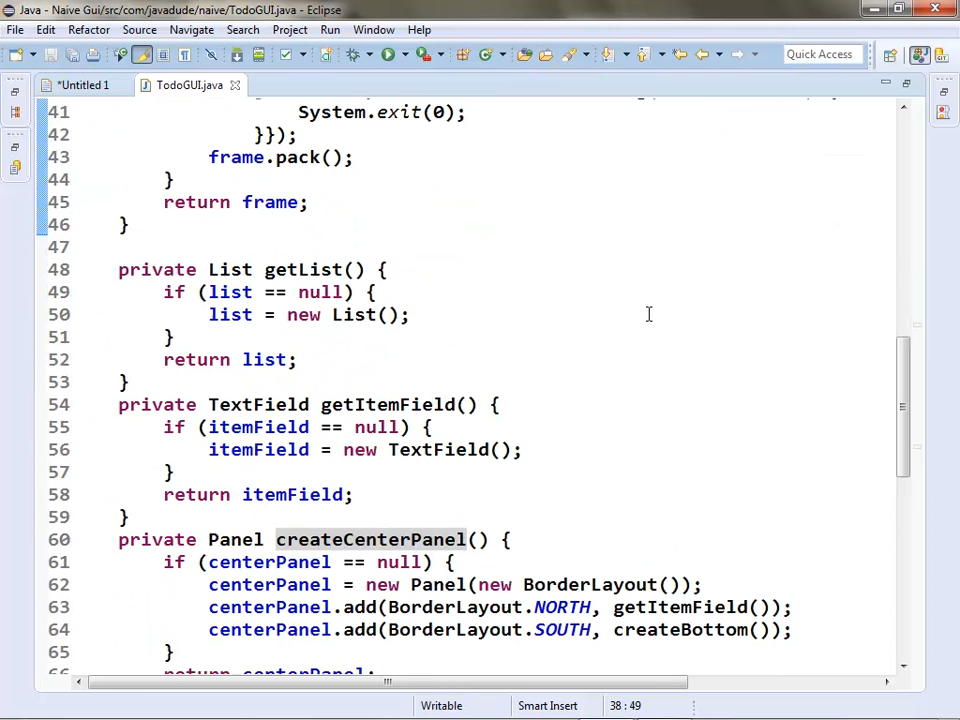 Java - Naive Gui/src/com/javadude/naive/TodoGUI.java - Eclipse
File Edit Refactor Source Navigate Search Project Run Window Help
Quick Access
*Untitled 1 TodoGUI.java
41 System.exit(0);
42 }});
43 frame.pack();
44 }
45 return frame;
46 }
47
48 private List getList() {
49 if (list == null) {
50 list = new List();
51 }
52 return list;
53 }
54 private TextField getItemField() {
55 if (itemField == null) {
56 itemField = new TextField();
57 }
58 return itemField;
59 }
60 private Panel createCenterPanel() {
61 if (centerPanel == null) {
62 centerPanel = new Panel(new BorderLayout());
63 centerPanel.add(BorderLayout.NORTH, getItemField());
64 centerPanel.add(BorderLayout.SOUTH, createBottom());
65 }
66 return centerPanel;
Writable Smart Insert 38 : 49